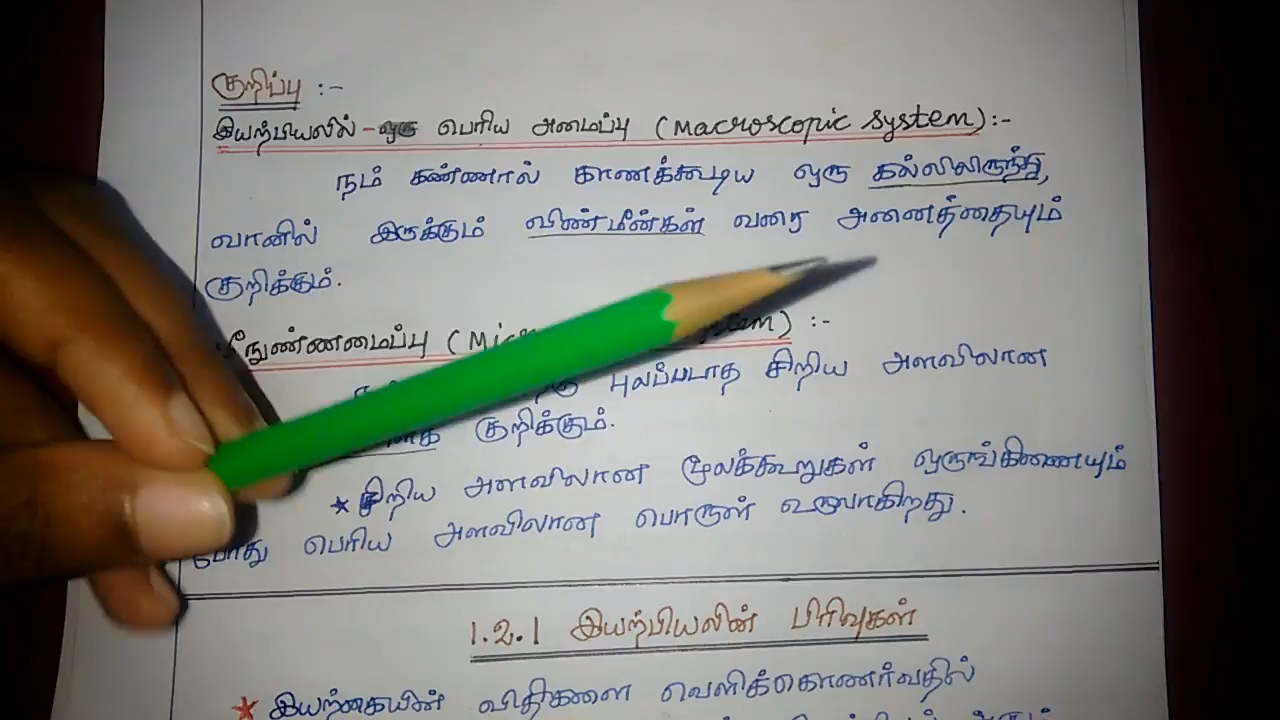 குறிப்பு :-
இயற்பியலில் - ஒரு பெரிய அமைப்பு (Macroscopic System) :-
நம் கண்ணால் காணக்கூடிய ஒரு கல்லிலிருந்து,
வானில் இருக்கும் விண்மீன்கள் வரை அனைத்தையும்
குறிக்கும்.
மீநுண்ணமைப்பு (Mic
புலப்படாத சிறிய அளவிலான
குறிக்கும்.
* சிறிய அளவிலான மூலக்கூறுகள் ஒருங்கிணையும்
போது பெரிய அளவிலான பொருள் உருவாகிறது.
1.2.1 இயற்பியலின் பிரிவுகள்
* இயற்கையின் விதிகளை வெளிக்கொணர்வதில்